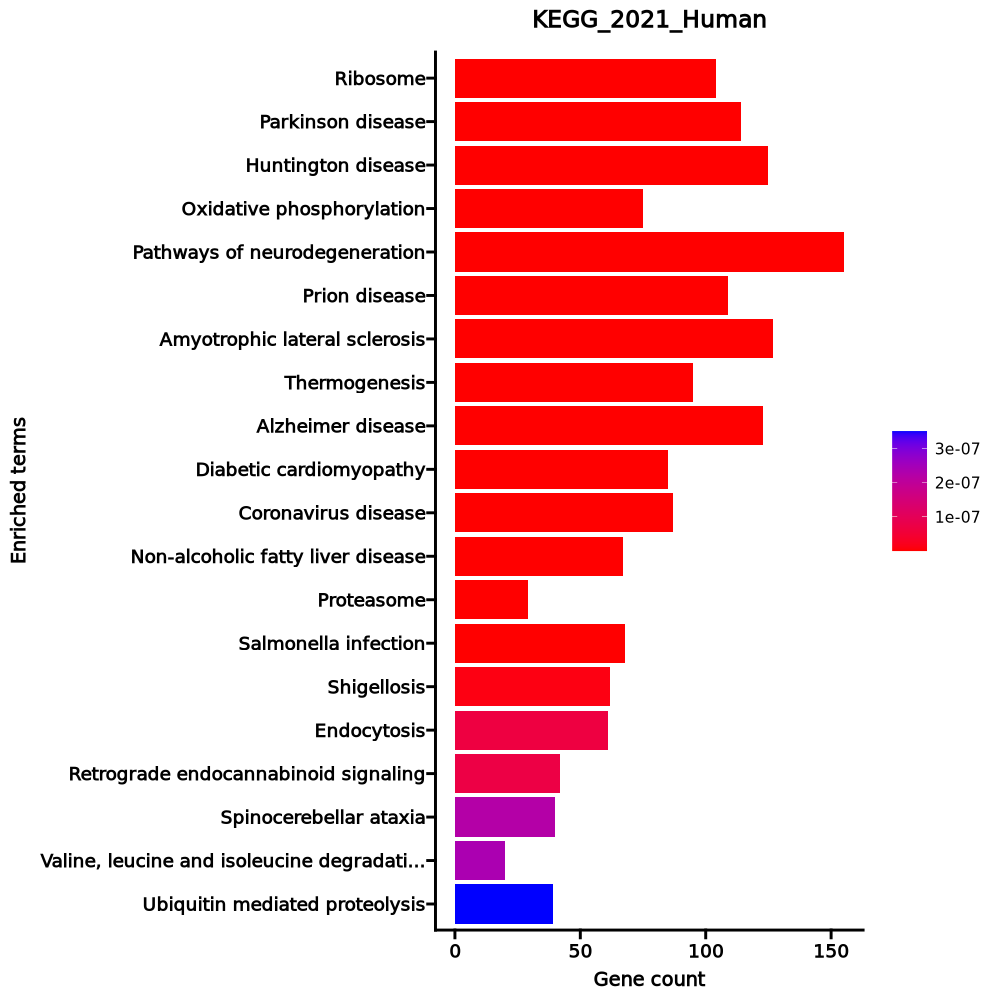 KEGG_2021_Human
Ribosome
Parkinson disease
Huntington disease
Oxidative phosphorylation
Pathways of neurodegeneration
Prion disease
Amyotrophic lateral sclerosis
Thermogenesis
Alzheimer disease
Diabetic cardiomyopathy
Coronavirus disease
Non-alcoholic fatty liver disease
Proteasome
Salmonella infection
Shigellosis
Endocytosis
Retrograde endocannabinoid signaling
Spinocerebellar ataxia
Valine, leucine and isoleucine degradati...
Ubiquitin mediated proteolysis
Enriched terms
0 50 100 150
Gene count
3e-07
2e-07
1e-07